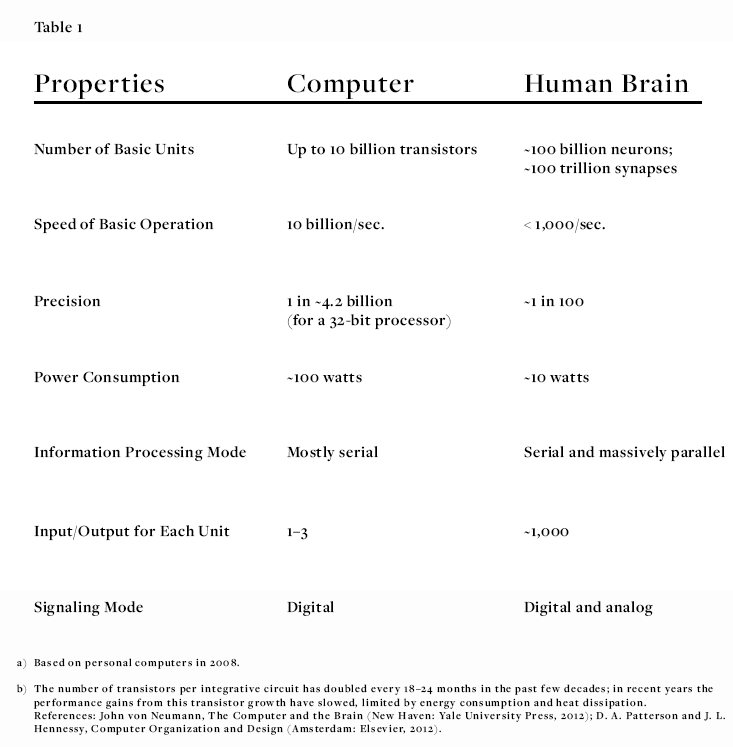 Table 1
Properties Computer Human Brain
Number of Basic Units Up to 10 billion transistors ~100 billion neurons;
~100 trillion synapses
Speed of Basic Operation 10 billion/sec. < 1,000/sec.
Precision 1 in ~4.2 billion ~1 in 100
(for a 32-bit processor)
Power Consumption ~100 watts ~10 watts
Information Processing Mode Mostly serial Serial and massively parallel
Input/Output for Each Unit 1–3 ~1,000
Signaling Mode Digital Digital and analog
a) Based on personal computers in 2008.
b) The number of transistors per integrative circuit has doubled every 18–24 months in the past few decades; in recent years the
performance gains from this transistor growth have slowed, limited by energy consumption and heat dissipation.
References: John von Neumann, The Computer and the Brain (New Haven: Yale University Press, 2012); D. A. Patterson and J. L.
Hennessy, Computer Organization and Design (Amsterdam: Elsevier, 2012).